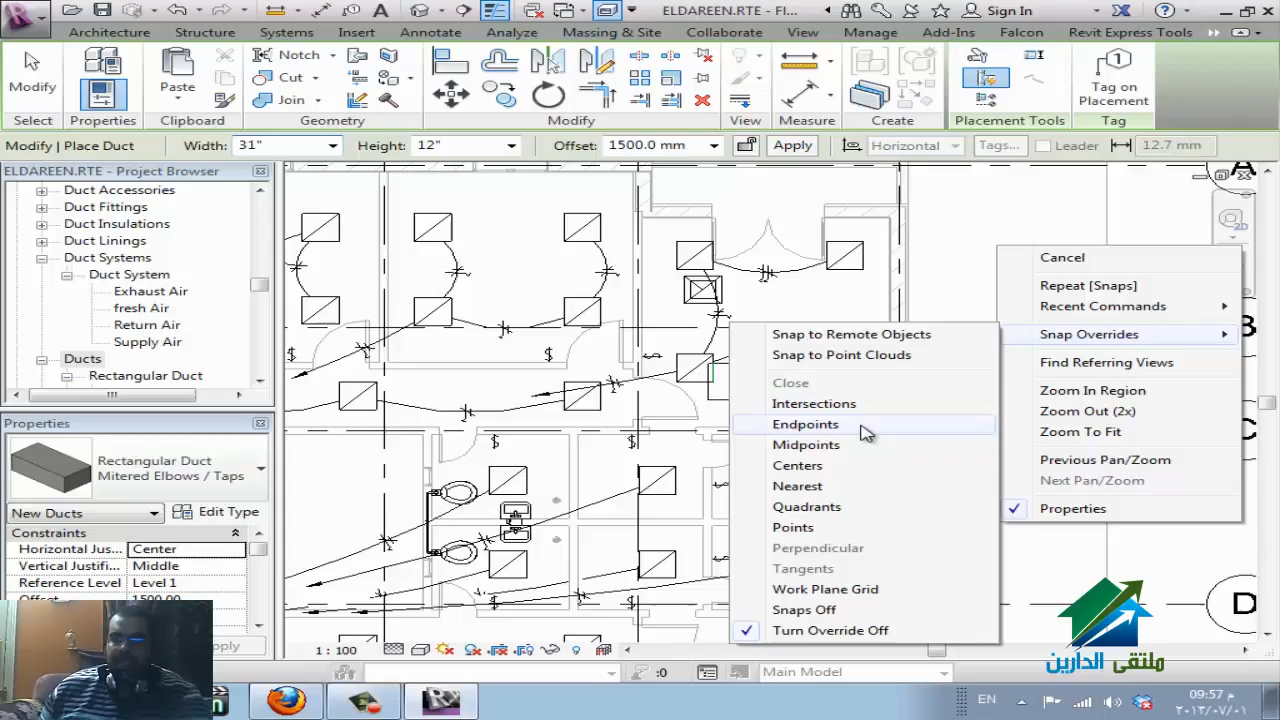 ELDAREEN.RTE - FI...
Sign In
Architecture
Structure
Systems
Insert
Annotate
Analyze
Massing & Site
Collaborate
View
Manage
Add-Ins
Falcon
Revit Express Tools
Modify
Paste
Notch
Cut
Join
Tag on
Placement
Select
Properties
Clipboard
Geometry
Modify
View
Measure
Create
Placement Tools
Tag
Modify | Place Duct
Width:
31"
Height:
12"
Offset:
1500.0 mm
Apply
Horizontal
Tags...
Leader
12.7 mm
ELDAREEN.RTE - Project Browser
Duct Accessories
Duct Fittings
Duct Insulations
Duct Linings
Duct Systems
Duct System
Exhaust Air
fresh Air
Return Air
Supply Air
Ducts
Rectangular Duct
Properties
Rectangular Duct
Mitered Elbows / Taps
New Ducts
Edit Type
Constraints
Horizontal Jus...
Center
Vertical Justifi...
Middle
Reference Level
Level 1
Offset
1500.00
A
B
C
D
Cancel
Repeat [Snaps]
Recent Commands
Snap Overrides
Find Referring Views
Zoom In Region
Zoom Out (2x)
Zoom To Fit
Previous Pan/Zoom
Next Pan/Zoom
Properties
Snap to Remote Objects
Snap to Point Clouds
Close
Intersections
Endpoints
Midpoints
Centers
Nearest
Quadrants
Points
Perpendicular
Tangents
Work Plane Grid
Snaps Off
Turn Override Off
1 : 100
:0
Main Model
ملتقى الدارين
EN
09:57 م
٢٠١٣/٠٧/٠١